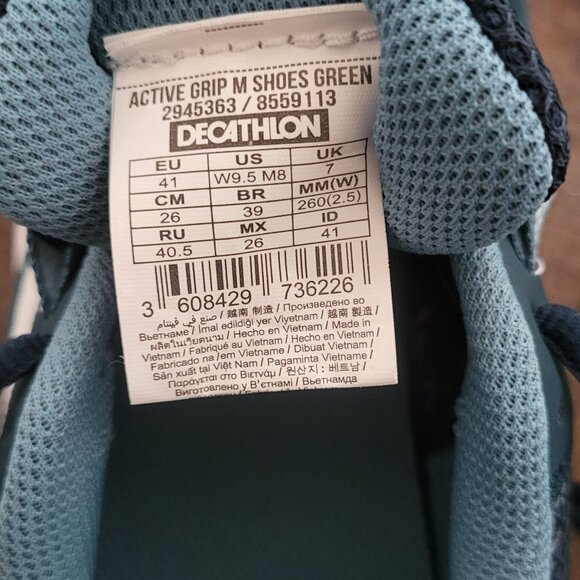 ACTIVE GRIP M SHOES GREEN
2945363 / 8559113
DECATHLON
EU US UK
41 W9.5 M8 7
CM BR MM(W)
26 39 260(2.5)
RU MX ID
40.5 26 41
3 608429 736226
صنع في فيتنام / 越南 制造 / Произведено во
Вьетнаме / Imal edildiği yer Viyetnam / 越南 製造 /
ผลิตในเวียดนาม / Hecho en Vietnam / Made in
Vietnam / Fabriqué au Vietnam / Hecho en Vietnam /
Fabricado na/em Vietname / Dibuat Vietnam /
Sản xuất tại Việt Nam / Pagaminta Vietname /
Παράγεται στο Βιετνάμ / 원산지 : 베트남 /
Виготовлено у В'єтнамі / Вьетнамда